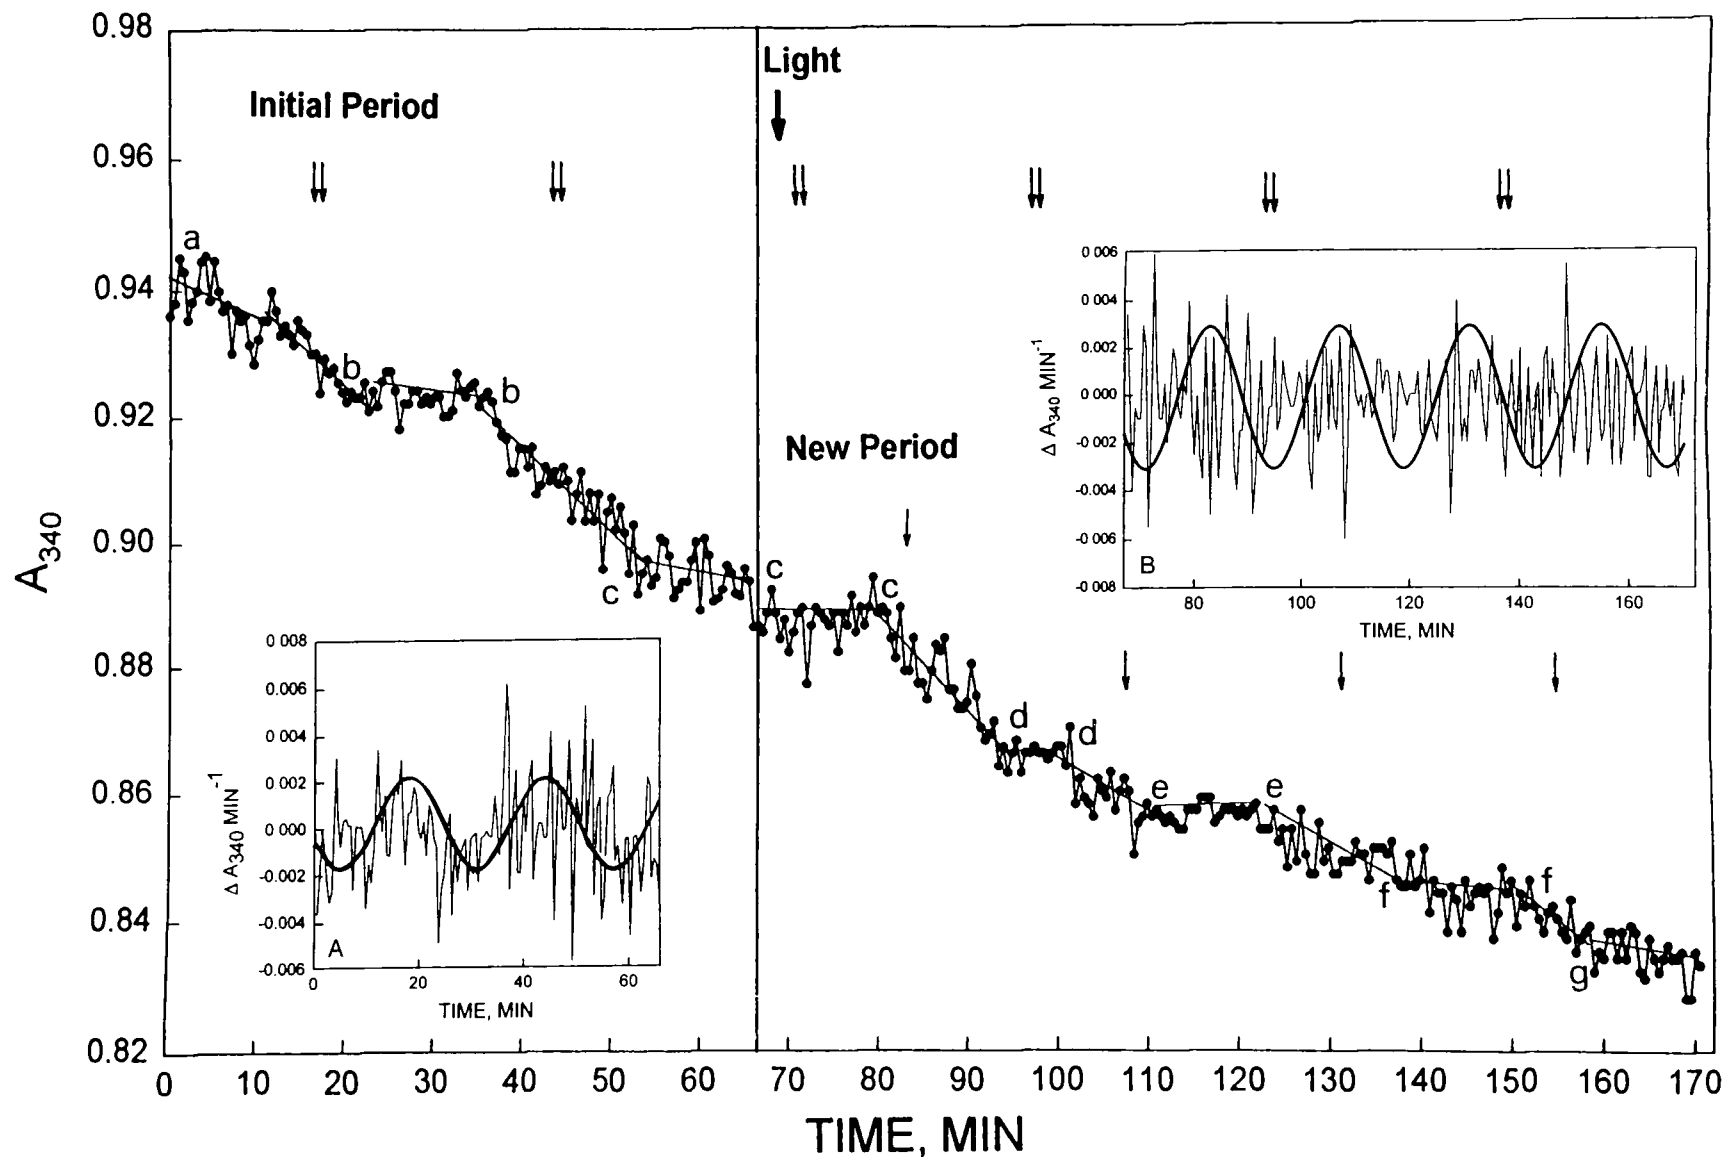 0.98
0.96
0.94
0.92
0.90
0.88
0.86
0.84
0.82
A340
Initial Period
Light
New Period
a
b
b
c
c
c
d
d
e
e
f
f
g
0 006
0 004
0 002
0 000
-0 002
-0 004
-0 006
-0 008
Δ A340 MIN-1
B
80 100 120 140 160
TIME, MIN
0 008
0 006
0 004
0 002
0 000
-0 002
-0 004
-0 006
Δ A340 MIN-1
A
0 20 40 60
TIME, MIN
0 10 20 30 40 50 60 70 80 90 100 110 120 130 140 150 160 170
TIME, MIN